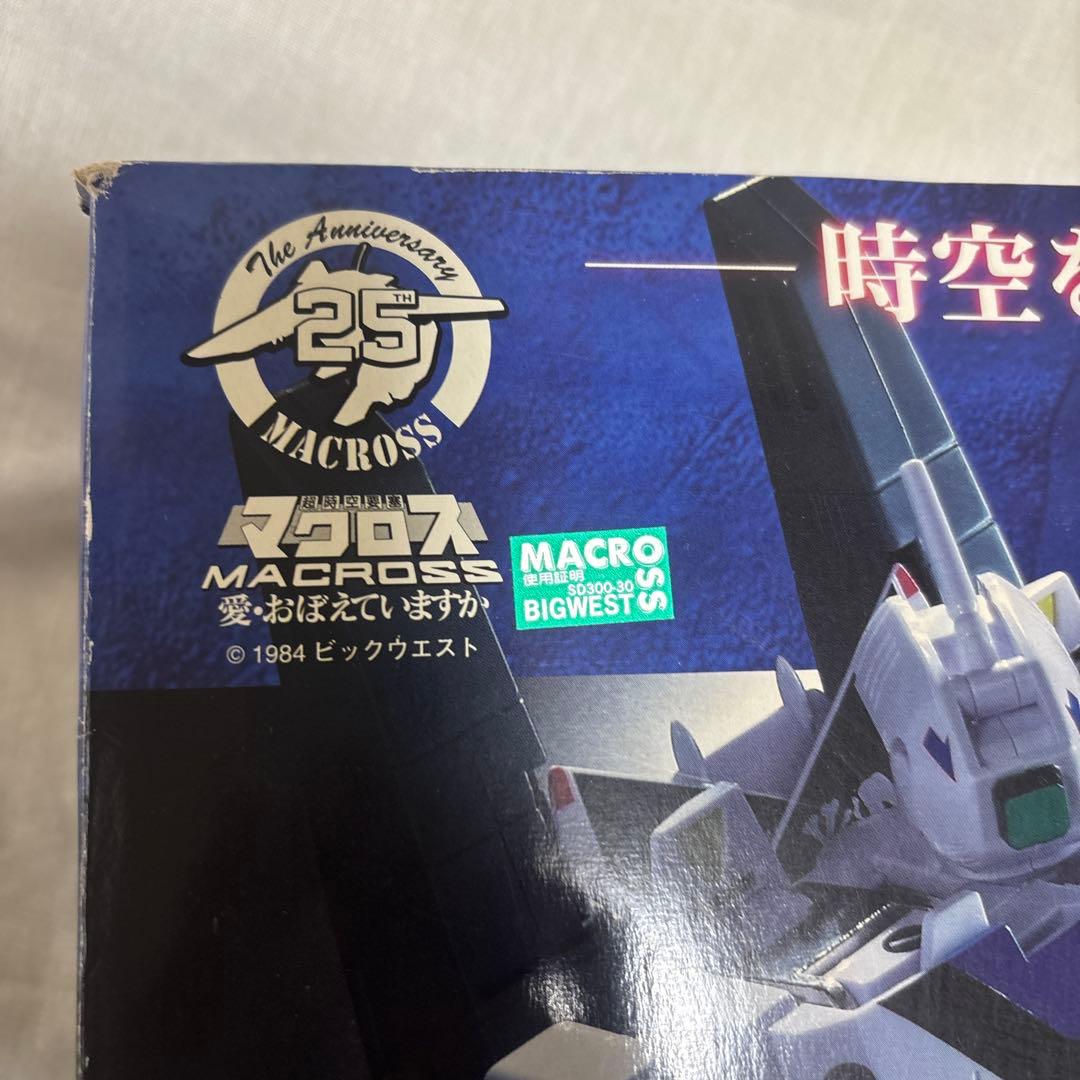 The Anniversary
25TH
MACROSS
時空を
超時空要塞
マクロス
MACROSS
愛・おぼえていますか
© 1984 ビックウエスト
MACROSS
使用証明
SD300-30
BIGWEST